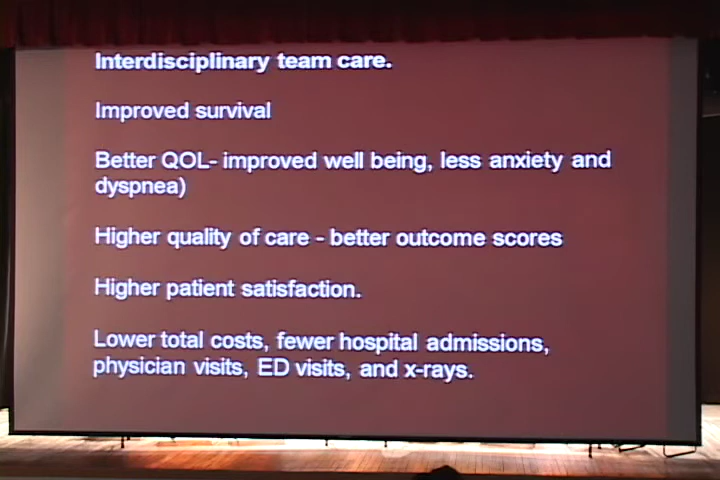 Interdisciplinary team care.
Improved survival
Better QOL- improved well being, less anxiety and
dyspnea)
Higher quality of care - better outcome scores
Higher patient satisfaction.
Lower total costs, fewer hospital admissions,
physician visits, ED visits, and x-rays.